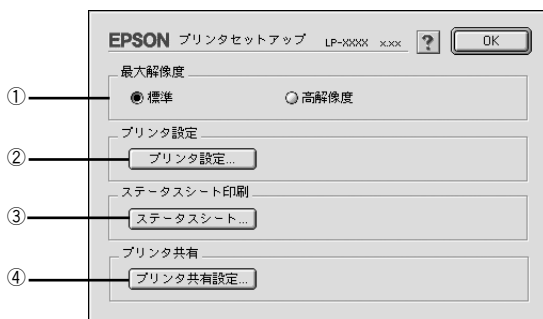 EPSON プリンタセットアップ LP-XXXX x.xx ? OK
最大解像度
① 標準 高解像度
プリンタ設定
② プリンタ設定...
ステータスシート印刷
③ ステータスシート...
プリンタ共有
④ プリンタ共有設定...